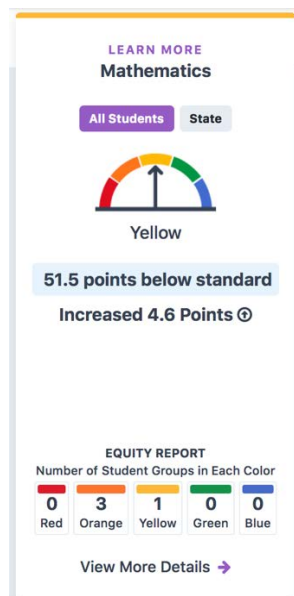 LEARN MORE
Mathematics
All Students State
Yellow
51.5 points below standard
Increased 4.6 Points
EQUITY REPORT
Number of Student Groups in Each Color
0 3 1 0 0
Red Orange Yellow Green Blue
View More Details